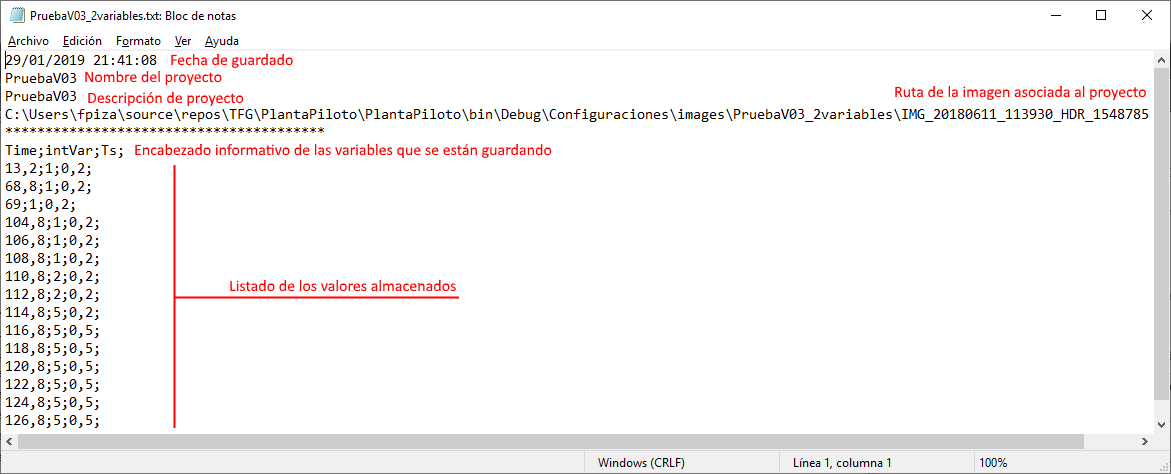 PruebaV03_2variables.txt: Bloc de notas
Archivo Edición Formato Ver Ayuda
29/01/2019 21:41:08 Fecha de guardado
PruebaV03 Nombre del proyecto
PruebaV03 Descripción de proyecto
Ruta de la imagen asociada al proyecto
C:\Users\fpiza\source\repos\TFG\PlantaPiloto\PlantaPiloto\bin\Debug\Configuraciones\images\PruebaV03_2variables\IMG_20180611_113930_HDR_1548785
****************************************
Time;intVar;Ts; Encabezado informativo de las variables que se están guardando
13,2;1;0,2;
68,8;1;0,2;
69;1;0,2;
104,8;1;0,2;
106,8;1;0,2;
108,8;1;0,2;
110,8;2;0,2;
Listado de los valores almacenados
112,8;2;0,2;
114,8;5;0,2;
116,8;5;0,5;
118,8;5;0,5;
120,8;5;0,5;
122,8;5;0,5;
124,8;5;0,5;
126,8;5;0,5;
Windows (CRLF) Línea 1, columna 1 100%